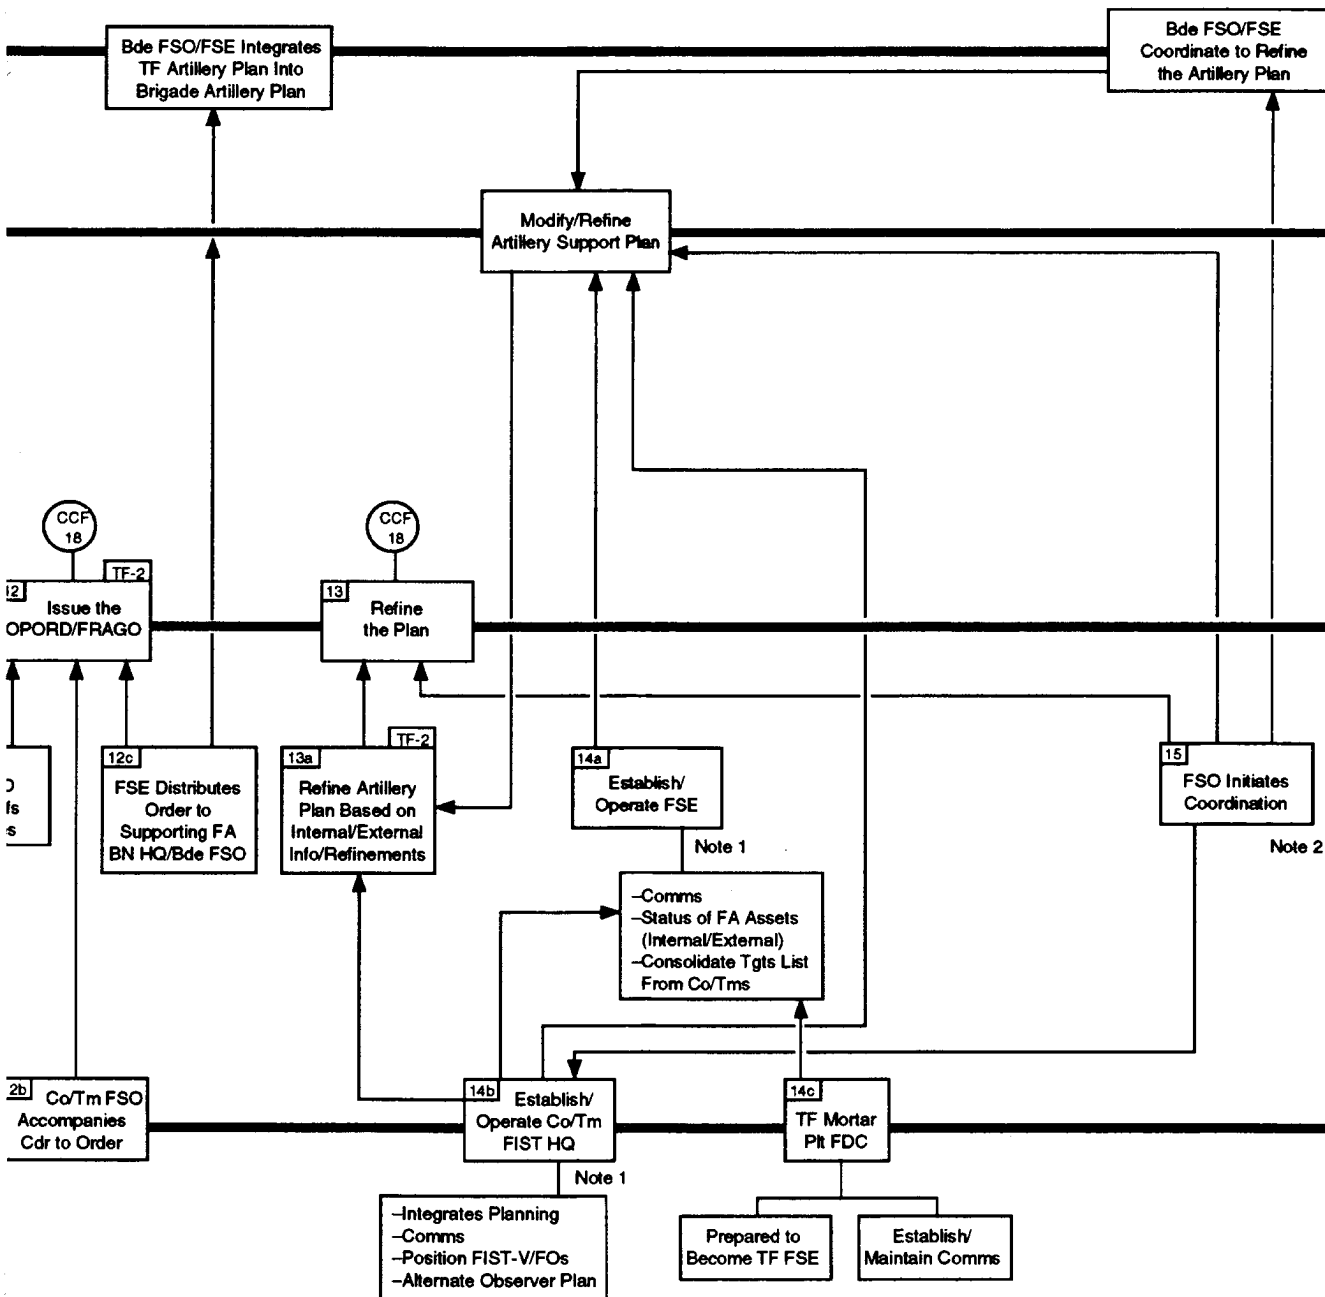 Bde FSO/FSE Integrates
TF Artillery Plan Into
Brigade Artillery Plan
Bde FSO/FSE
Coordinate to Refine
the Artillery Plan
Modify/Refine
Artillery Support Plan
CCF
18
CCF
18
12
TF-2
Issue the
OPORD/FRAGO
13
Refine
the Plan
O
fs
es
12c
FSE Distributes
Order to
Supporting FA
BN HQ/Bde FSO
13a
TF-2
Refine Artillery
Plan Based on
Internal/External
Info/Refinements
14a
Establish/
Operate FSE
Note 1
15
FSO Initiates
Coordination
Note 2
–Comms
–Status of FA Assets
(Internal/External)
–Consolidate Tgts List
From Co/Tms
2b
Co/Tm FSO
Accompanies
Cdr to Order
14b
Establish/
Operate Co/Tm
FIST HQ
Note 1
14c
TF Mortar
Plt FDC
–Integrates Planning
–Comms
–Position FIST-V/FOs
–Alternate Observer Plan
Prepared to
Become TF FSE
Establish/
Maintain Comms